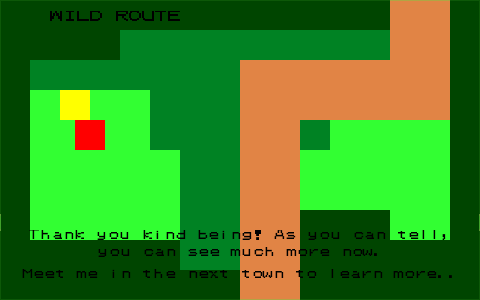 WILD ROUTE
Thank you kind being! As you can tell,
you can see much more now.
Meet me in the next town to learn more..